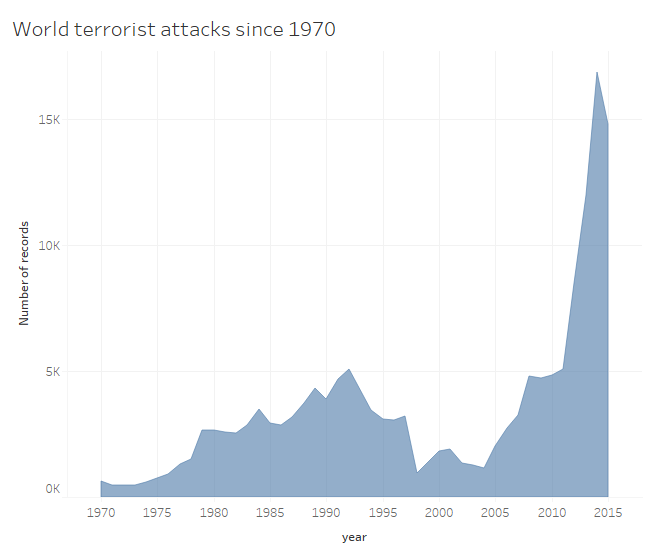 World terrorist attacks since 1970
15K
10K
5K
0K
Number of records
1970 1975 1980 1985 1990 1995 2000 2005 2010 2015
year